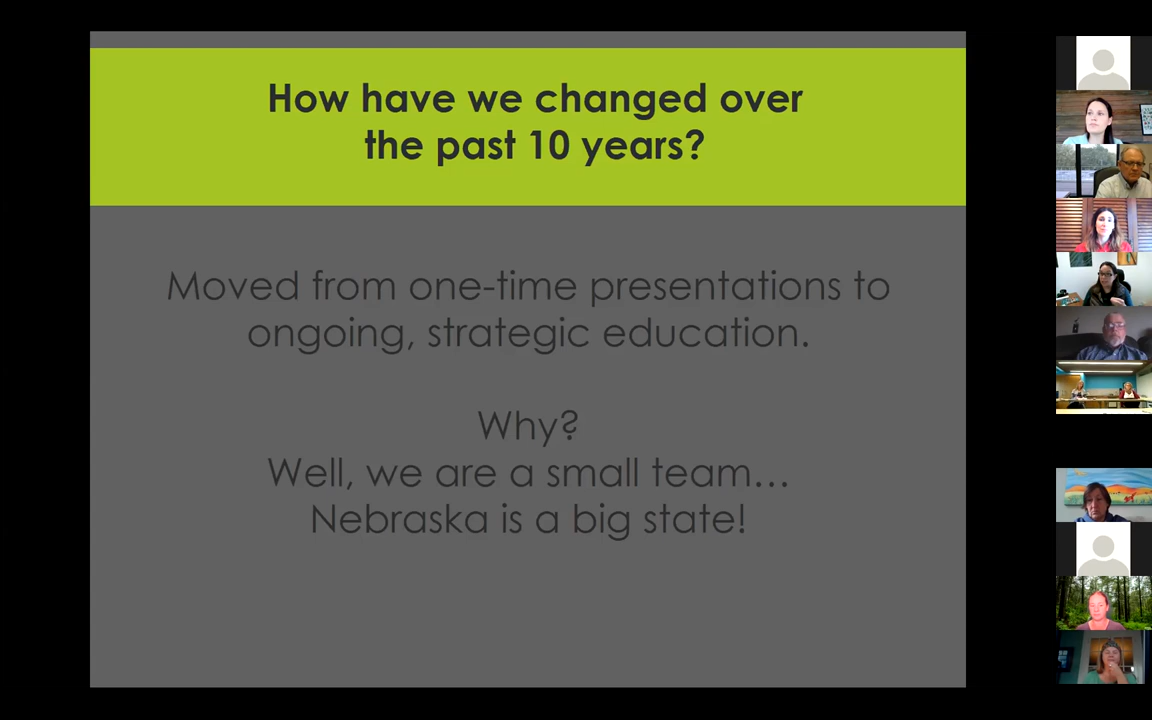 How have we changed over
the past 10 years?
Moved from one-time presentations to
ongoing, strategic education.
Why?
Well, we are a small team...
Nebraska is a big state!